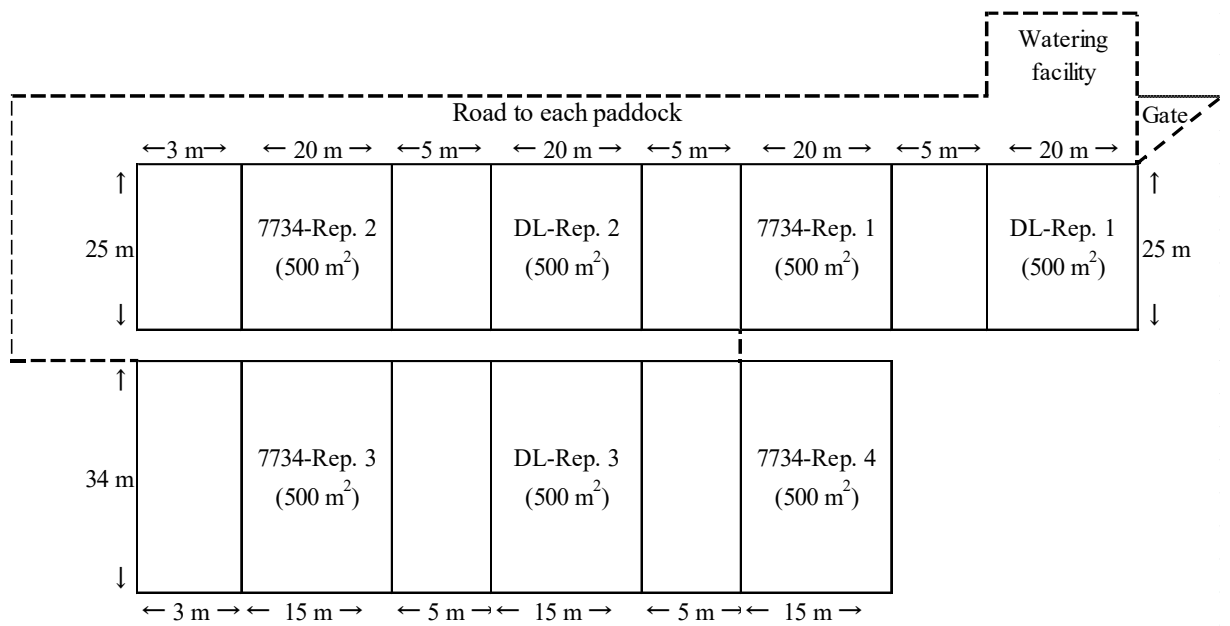 Watering
facility
Road to each paddock
Gate
←3 m→ ← 20 m → ← 5 m → ← 20 m → ← 5 m → ← 20 m → ← 5 m → ← 20 m →
↑ ↑
7734-Rep. 2 DL-Rep. 2 7734-Rep. 1 DL-Rep. 1
25 m 25 m
(500 m²) (500 m²) (500 m²) (500 m²)
↓ ↓
↑
7734-Rep. 3 DL-Rep. 3 7734-Rep. 4
34 m
(500 m²) (500 m²) (500 m²)
↓
← 3 m → ← 15 m → ← 5 m → ← 15 m → ← 5 m → ← 15 m →